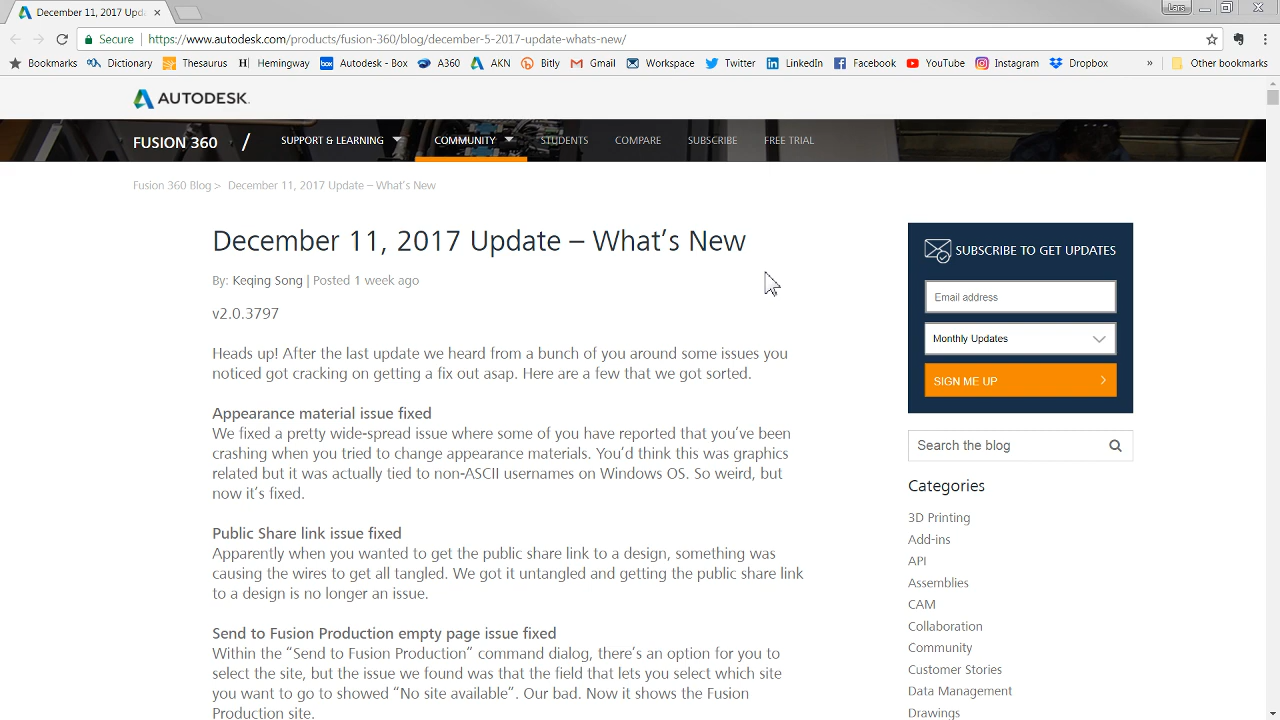 December 11, 2017 Upd
Lars
Secure
https://www.autodesk.com/products/fusion-360/blog/december-5-2017-update-whats-new/
Bookmarks Dictionary Thesaurus Hemingway Autodesk - Box A360 AKN Bitly Gmail Workspace Twitter LinkedIn Facebook YouTube Instagram Dropbox » Other bookmarks
AUTODESK.
FUSION 360 / SUPPORT & LEARNING COMMUNITY STUDENTS COMPARE SUBSCRIBE FREE TRIAL
Fusion 360 Blog > December 11, 2017 Update – What's New
December 11, 2017 Update – What's New
By: Keqing Song | Posted 1 week ago
v2.0.3797
Heads up! After the last update we heard from a bunch of you around some issues you
noticed got cracking on getting a fix out asap. Here are a few that we got sorted.
Appearance material issue fixed
We fixed a pretty wide-spread issue where some of you have reported that you've been
crashing when you tried to change appearance materials. You'd think this was graphics
related but it was actually tied to non-ASCII usernames on Windows OS. So weird, but
now it's fixed.
Public Share link issue fixed
Apparently when you wanted to get the public share link to a design, something was
causing the wires to get all tangled. We got it untangled and getting the public share link
to a design is no longer an issue.
Send to Fusion Production empty page issue fixed
Within the “Send to Fusion Production” command dialog, there's an option for you to
select the site, but the issue we found was that the field that lets you select which site
you want to go to showed “No site available”. Our bad. Now it shows the Fusion
Production site.
SUBSCRIBE TO GET UPDATES
Email address
Monthly Updates
SIGN ME UP
Search the blog
Categories
3D Printing
Add-ins
API
Assemblies
CAM
Collaboration
Community
Customer Stories
Data Management
Drawings